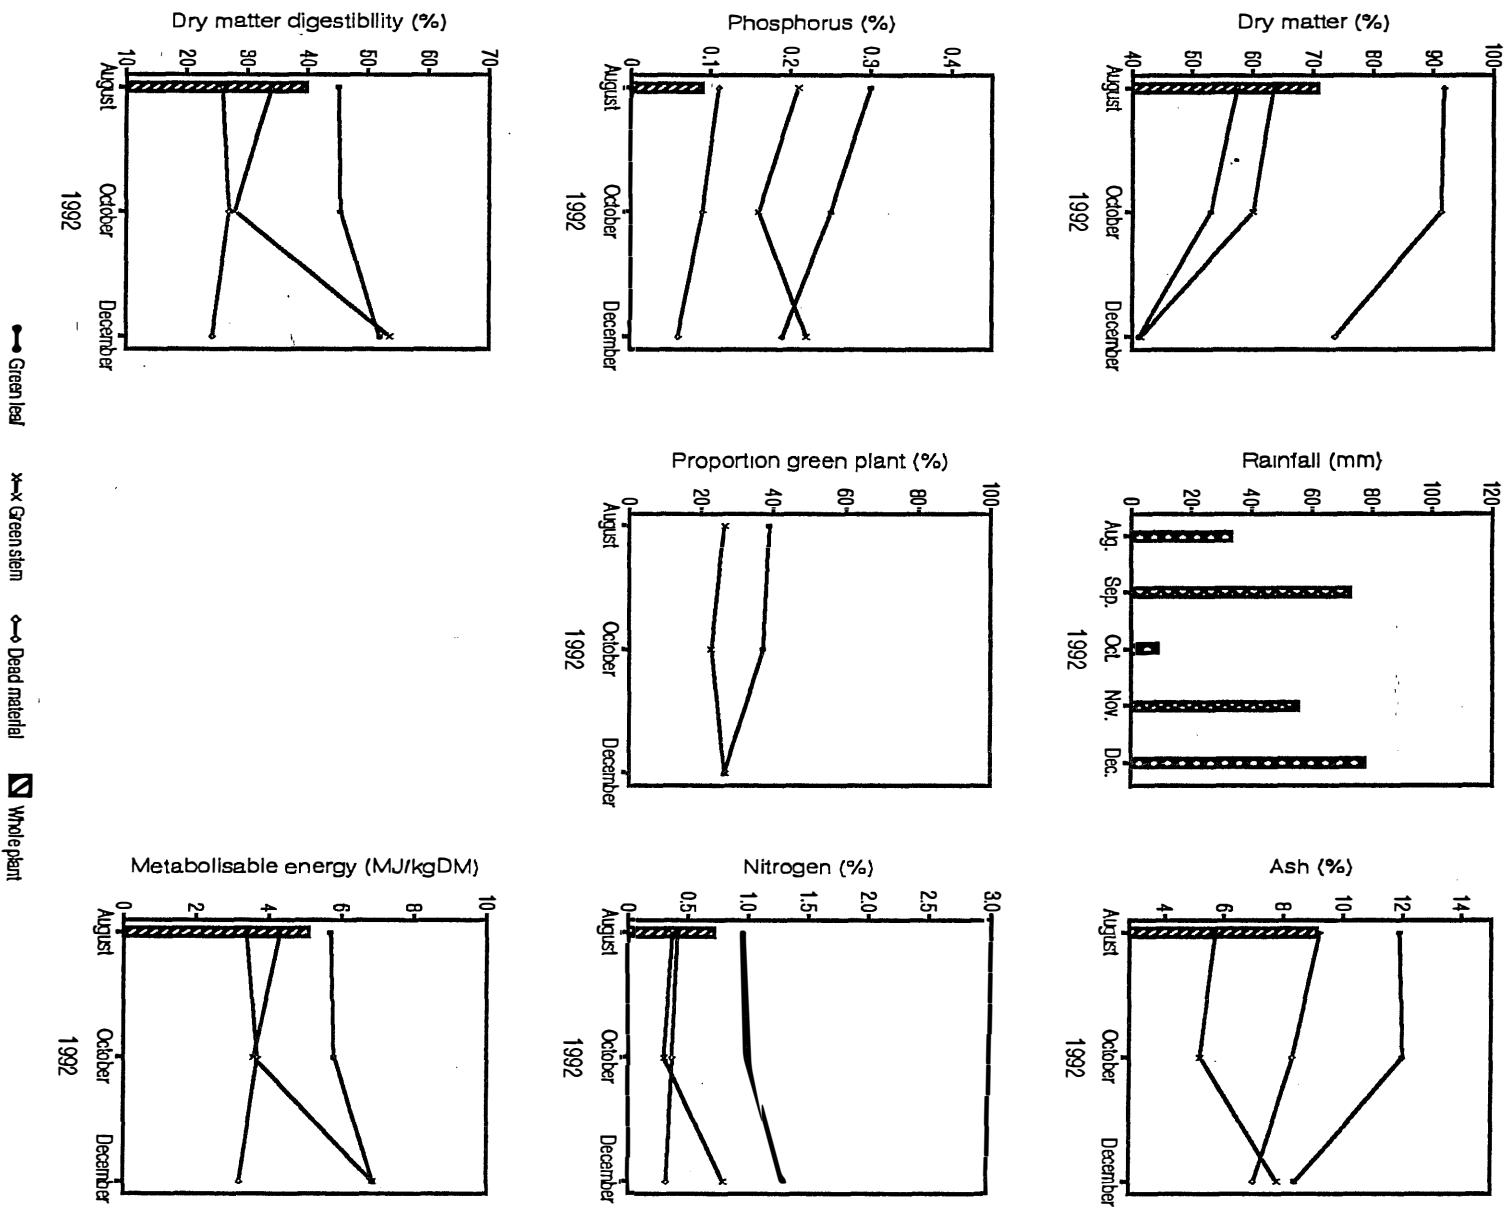 Dry matter digestibility (%)
10 20 30 40 50 60 70
August October December
1992
Phosphorus (%)
0 0.1 0.2 0.3 0.4
August October December
1992
Dry matter (%)
40 50 60 70 80 90 100
August October December
1992
Proportion green plant (%)
0 20 40 60 80 100
August October December
1992
Rainfall (mm)
0 20 40 60 80 100 120
Aug. Sep. Oct. Nov. Dec.
1992
Metabolisable energy (MJ/kgDM)
0 2 4 6 8 10
August October December
1992
Nitrogen (%)
0 0.5 1.0 1.5 2.0 2.5 3.0
August October December
1992
Ash (%)
4 6 8 10 12 14
August October December
1992
Green leaf
Green stem
Dead material
Whole plant